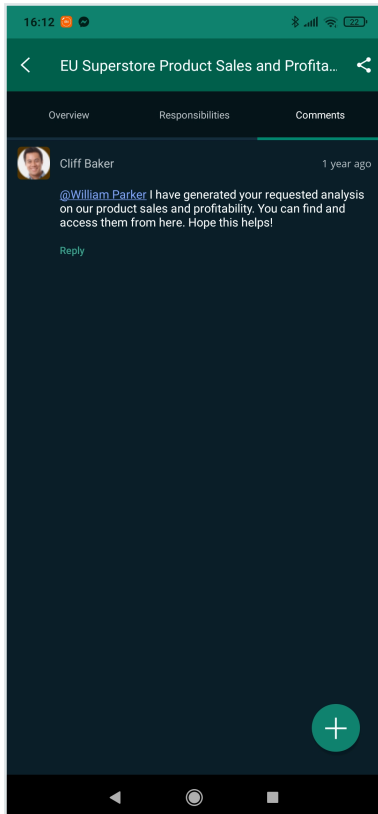 16:12
22
EU Superstore Product Sales and Profita...
Overview
Responsibilities
Comments
Cliff Baker
1 year ago
@William Parker I have generated your requested analysis
on our product sales and profitability. You can find and
access them from here. Hope this helps!
Reply